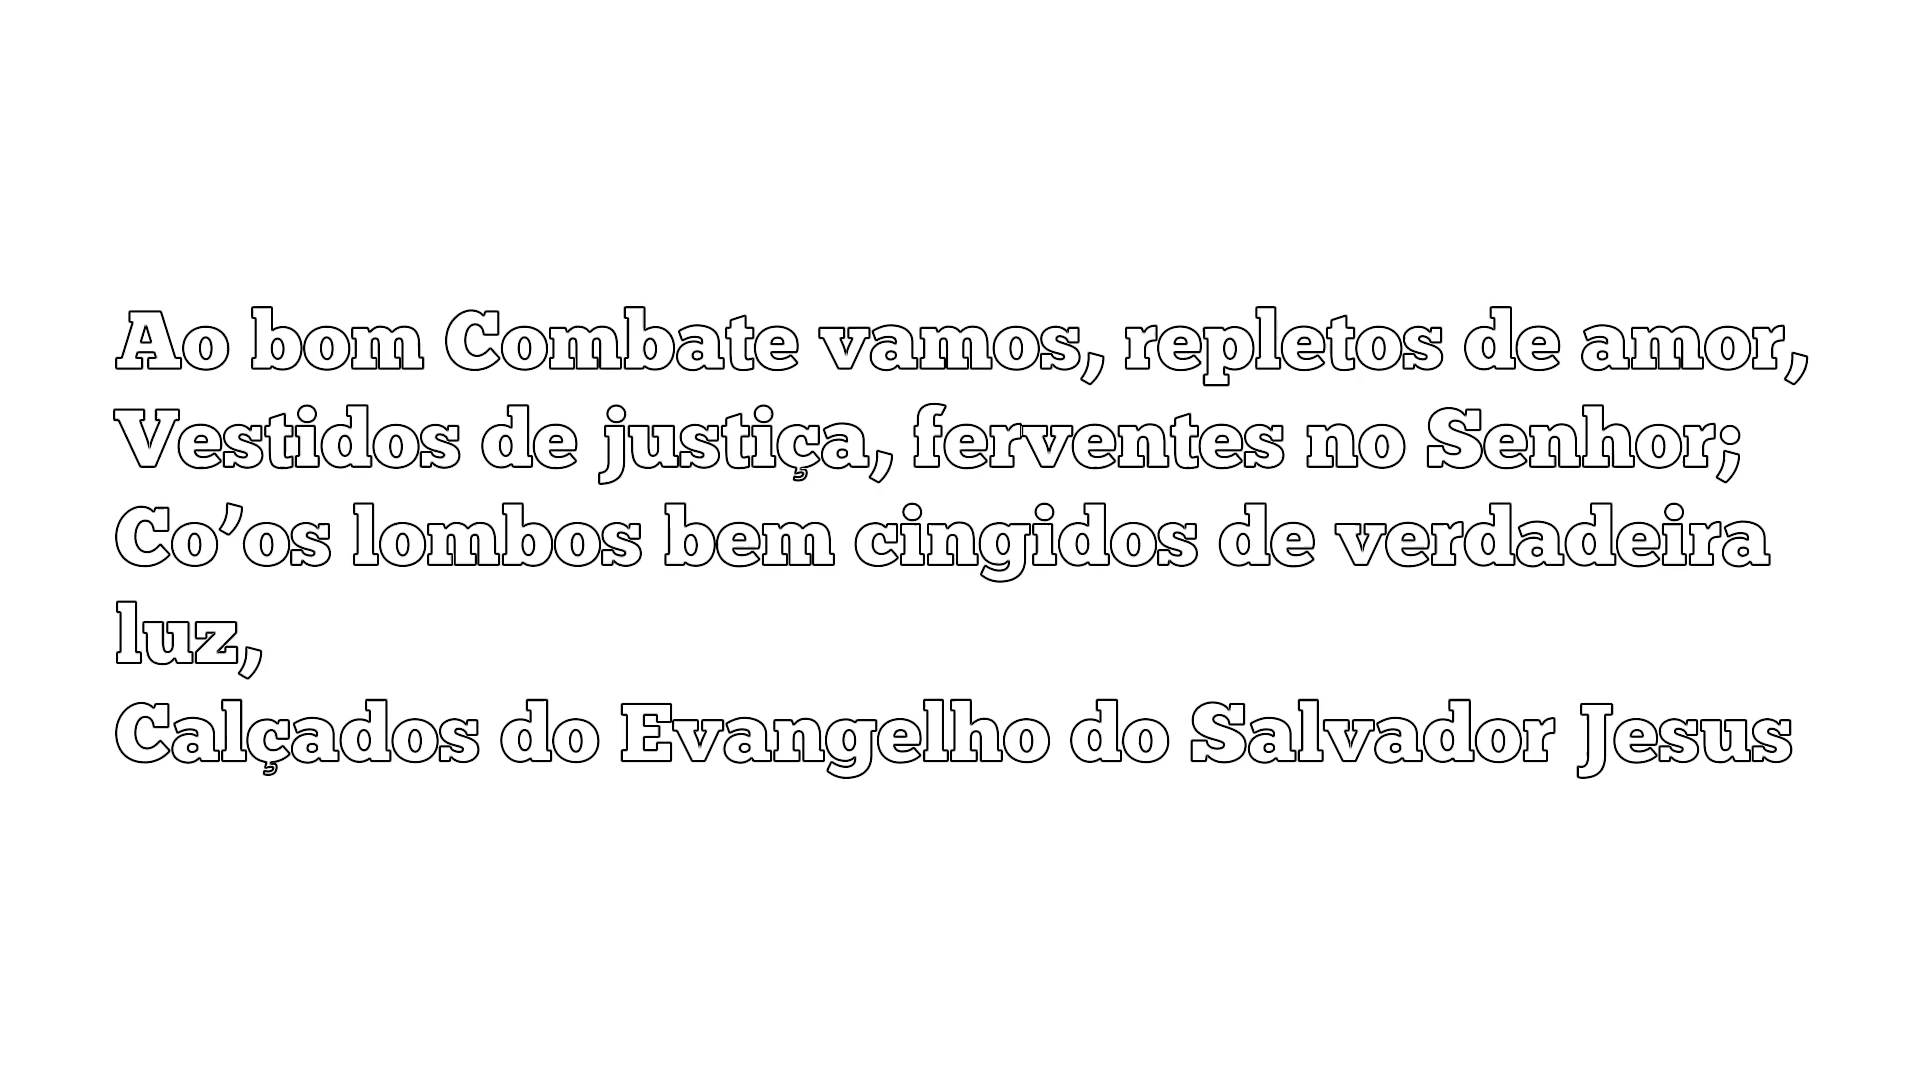 Ao bom Combate vamos, repletos de amor,
Vestidos de justiça, ferventes no Senhor;
Co’os lombos bem cingidos de verdadeira
luz,
Calçados do Evangelho do Salvador Jesus